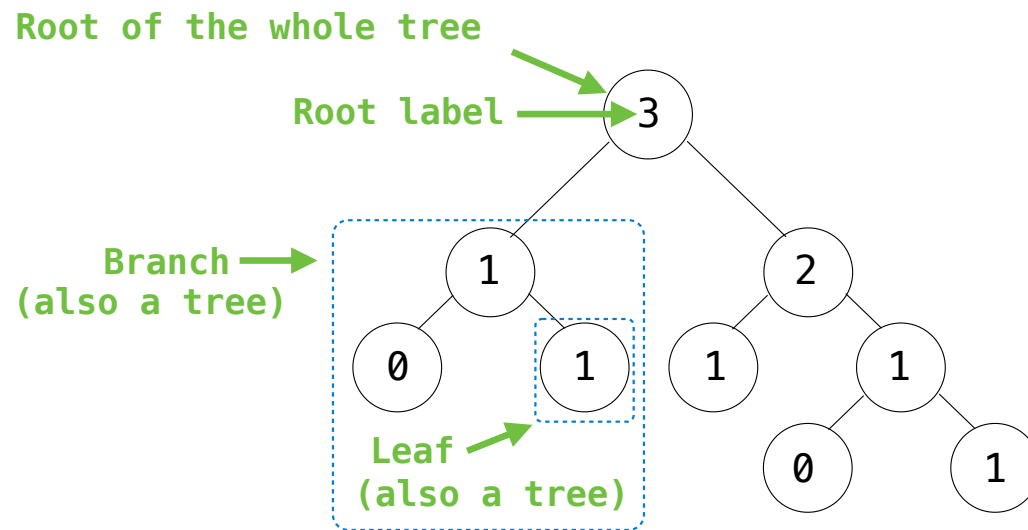 Root of the whole tree
Root label
3
Branch
(also a tree)
1
2
0
1
1
1
Leaf
(also a tree)
0
1